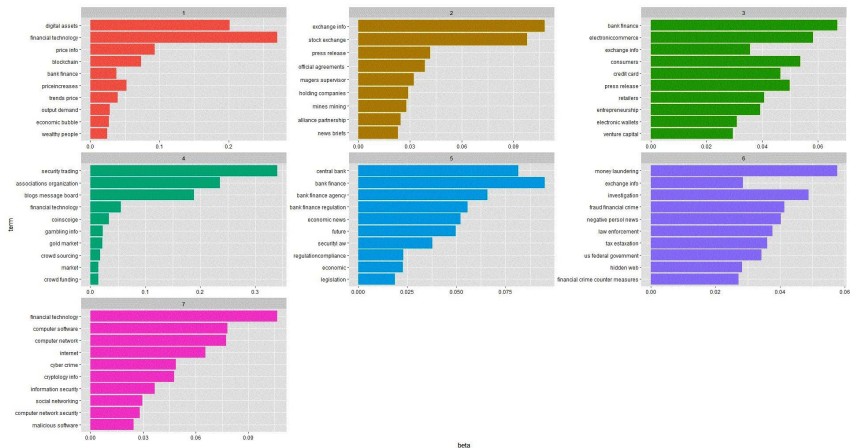 1
digital assets
financial technology
price info
blockchain
bank finance
priceincreases
trends price
output demand
economic bubble
wealthy people
0.0 0.1 0.2
2
exchange info
stock exchange
press release
official agreements
magers supervisor
holding companies
mines mining
alliance partnership
news briefs
0.00 0.03 0.06 0.09
3
bank finance
electroniccommerce
exchange info
consumers
credit card
press release
retailers
entrepreneurship
electronic wallets
venture capital
0.00 0.02 0.04 0.06
term
4
security trading
associations organization
blogs message board
financial technology
coinscoige
gambling info
gold market
crowd sourcing
market
crowd funding
0.0 0.1 0.2 0.3
5
central bank
bank finance
bank finance agency
bank finance regulation
economic news
future
securityl aw
regulationcompliance
economic
legislation
0.000 0.025 0.050 0.075
6
money laundering
exchange info
investigation
fraud financial crime
negative persol news
law enforcement
tax estaxation
us federal government
hidden web
financial crime counter measures
0.00 0.02 0.04 0.06
7
financial technology
computer software
computer network
internet
cyber crime
cryptology info
information security
social networking
computer network security
malicious software
0.00 0.03 0.06 0.09
beta